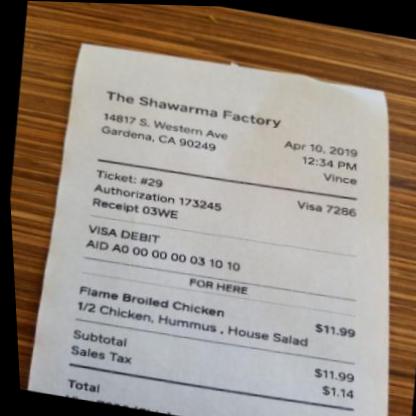 The Shawarma Factory
14817 S. Western Ave
Gardena, CA 90249
Apr 10, 2019
12:34 PM
Vince
Ticket: #29
Visa 7286
Authorization 173245
Receipt 03WE
VISA DEBIT
AID A0 00 00 00 03 10 10
FOR HERE
Flame Broiled Chicken $11.99
1/2 Chicken, Hummus , House Salad
Subtotal $11.99
Sales Tax $1.14
Total